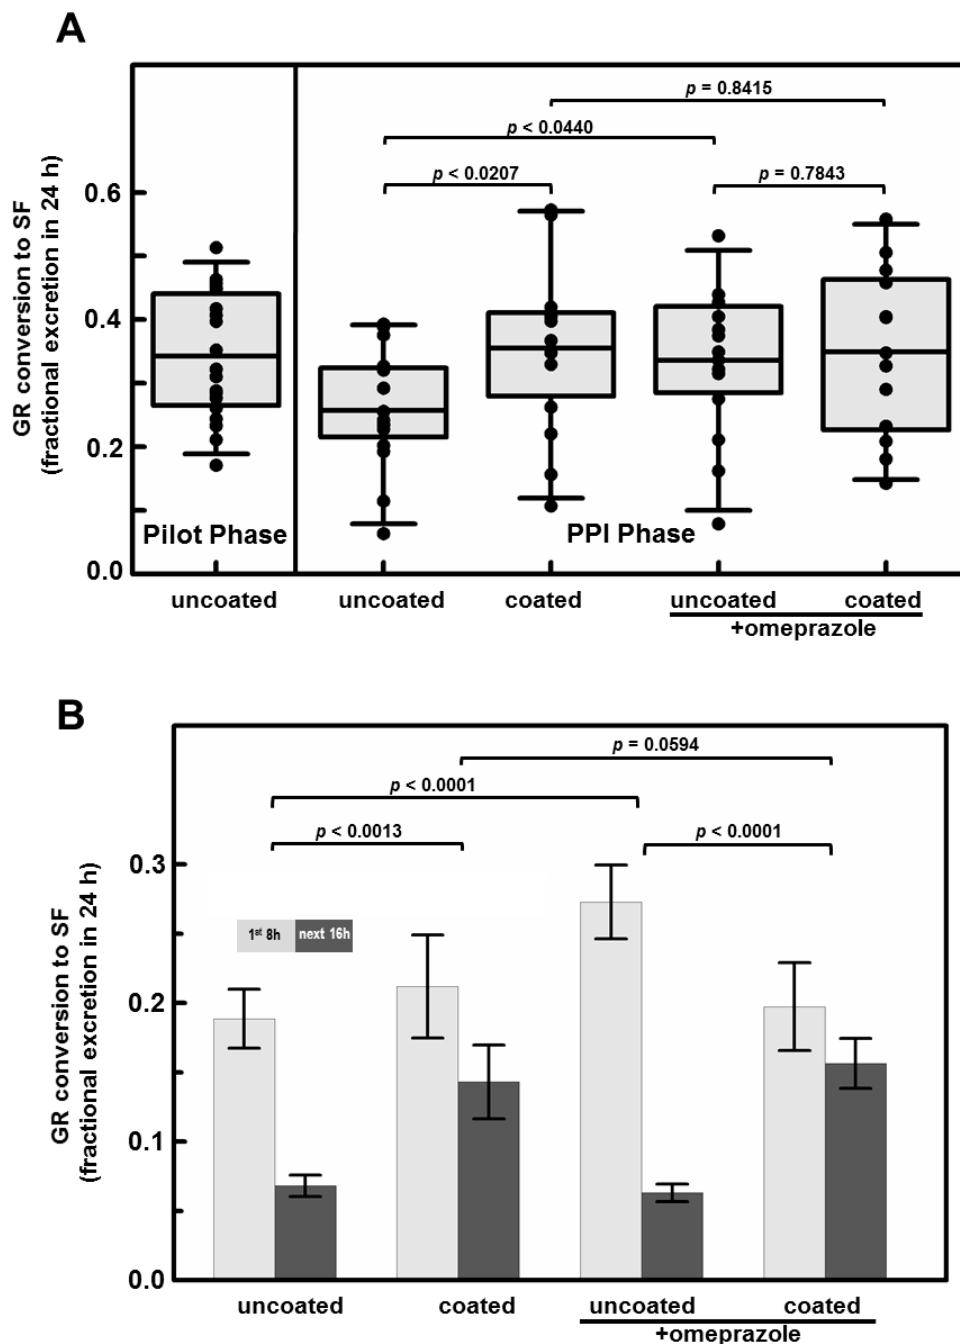 A
GR conversion to SF
(fractional excretion in 24 h)
0.6
0.4
0.2
0.0
p = 0.8415
p < 0.0440
p < 0.0207
p = 0.7843
Pilot Phase
PPI Phase
uncoated
uncoated
coated
uncoated
coated
+omeprazole
B
GR conversion to SF
(fractional excretion in 24 h)
0.3
0.2
0.1
0.0
p = 0.0594
p < 0.0001
p < 0.0013
p < 0.0001
1st 8h
next 16h
uncoated
coated
uncoated
coated
+omeprazole